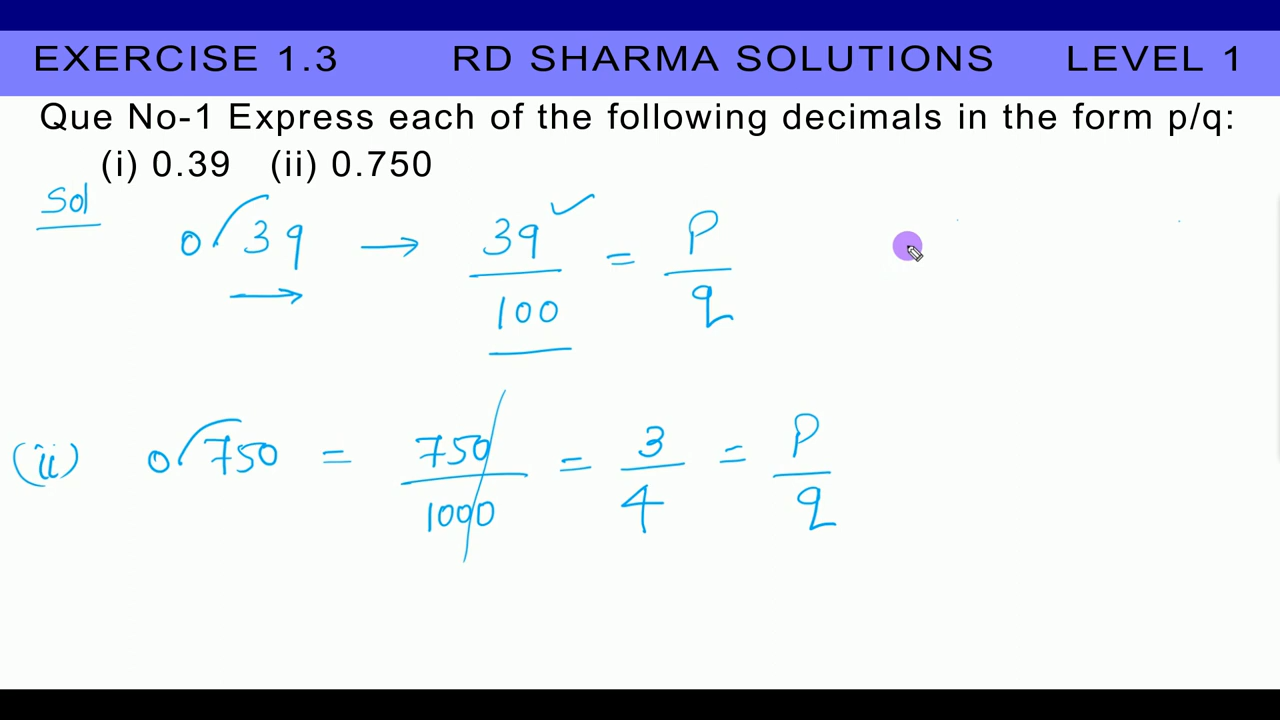 EXERCISE 1.3 RD SHARMA SOLUTIONS LEVEL 1
Que No-1 Express each of the following decimals in the form p/q:
(i) 0.39 (ii) 0.750
Sol
0.39 → 39/100 = P/q
(ii) 0.750 = 750/1000 = 3/4 = P/q